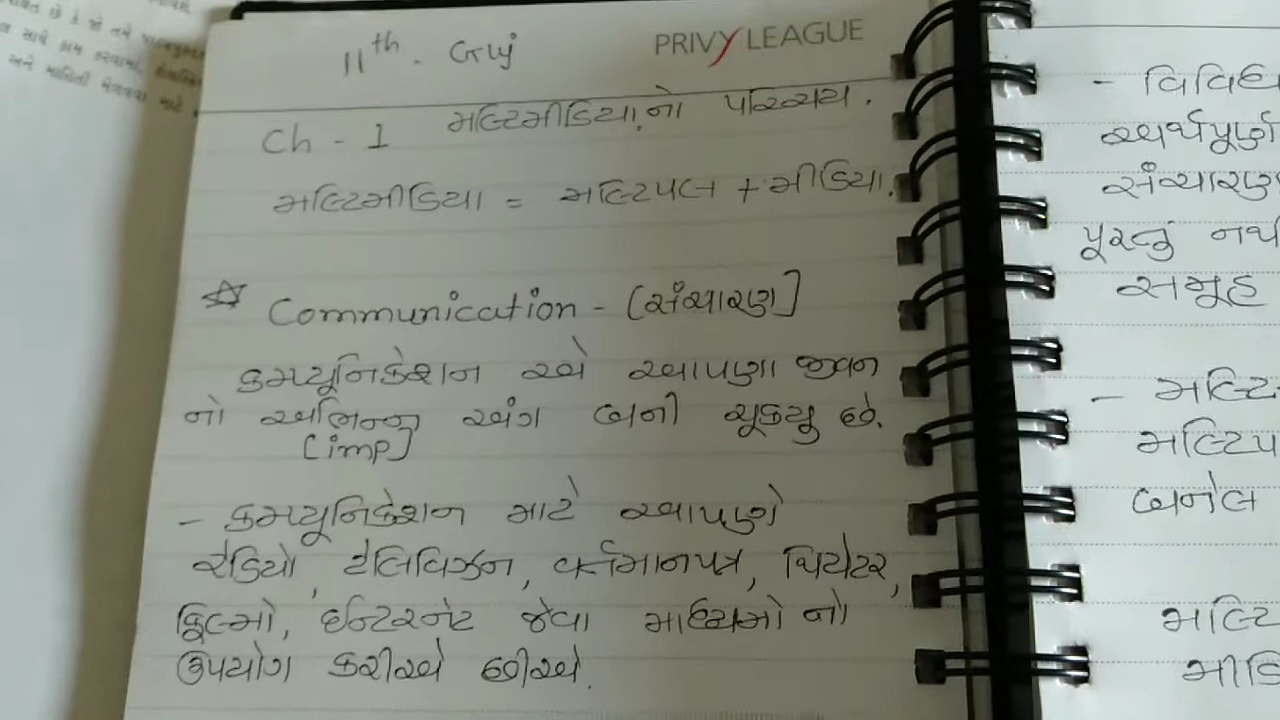 11th. Guj
PRIVY LEAGUE
Ch - 1 મલ્ટિમીડિયાનો પરિચય.
મલ્ટિમીડિયા = મલ્ટિપલ + મીડિયા.
☆ Communication - [સંચારણ]
કમ્યૂનિકેશન એ આપણા જીવન
નો અભિન્ન અંગ બની ચૂક્યુ છે.
[imp]
- કમ્યૂનિકેશન માટે આપણે
રેડિયો, ટેલિવિઝન, વર્તમાનપત્ર, થિયેટર,
ફિલ્મો, ઈન્ટરનેટ જેવા માધ્યમો નો
ઉપયોગ કરીએ છીએ.
- વિવિધ
અર્થપૂર્ણ
સંચારણ
પૂરતું નથ
સમૂહ
- મલ્ટિ
મલ્ટિપ
બનેલ
મલ્ટિ
મીડિ